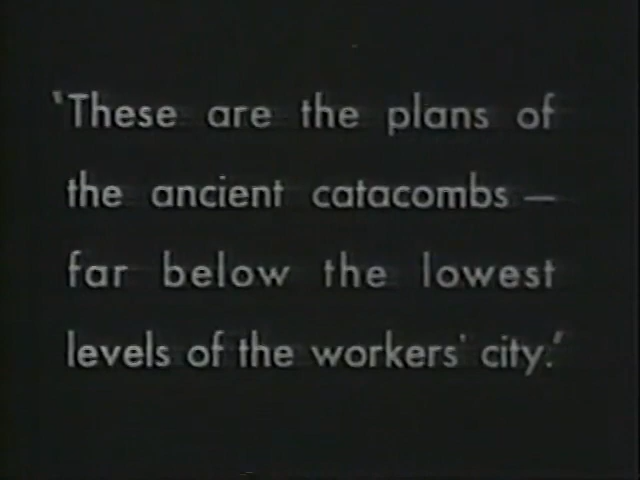 ‘These are the plans of
the ancient catacombs —
far below the lowest
levels of the workers' city.’